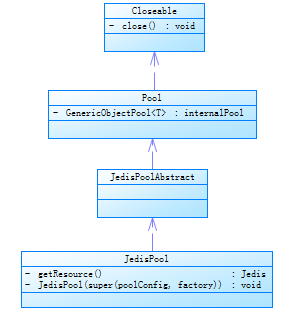 Closeable
- close() : void
Pool
- GenericObjectPool<T> : internalPool
JedisPoolAbstract
JedisPool
- getResource() : Jedis
- JedisPool(super(poolConfig, factory)) : void